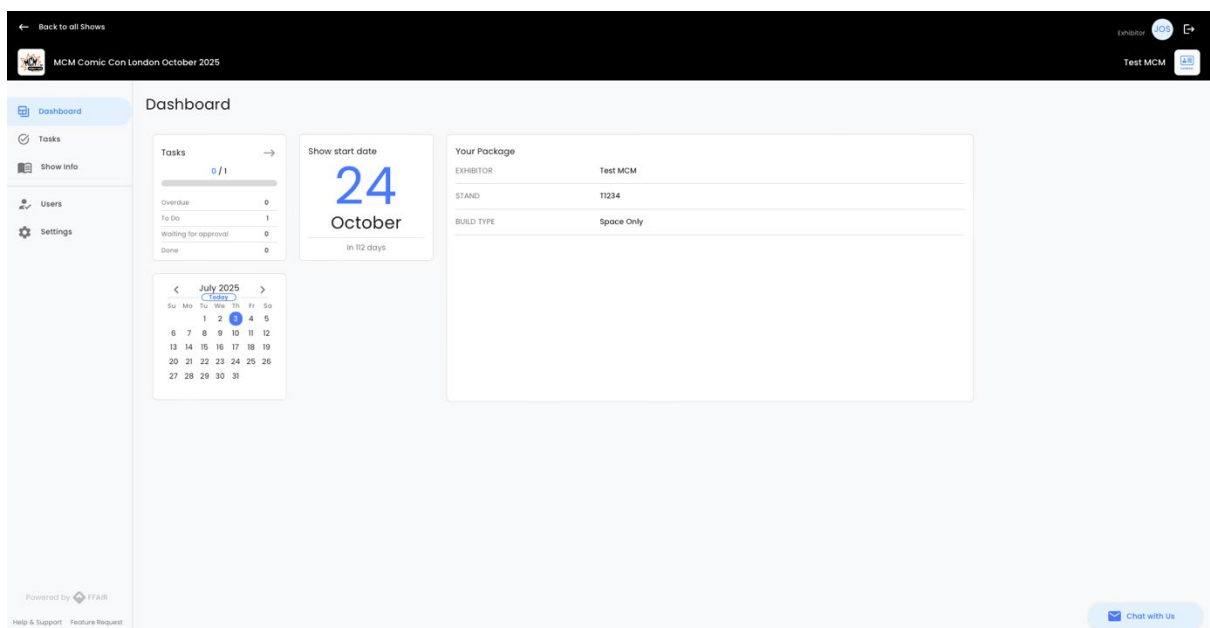 Back to all Shows
Exhibitor JOS
MCM Comic Con London October 2025
Test MCM
Dashboard
Tasks
Show Info
Users
Settings
Dashboard
Tasks
0 / 1
Overdue 0
To Do 1
Waiting for approval 0
Done 0
Show start date
24
October
In 112 days
Your Package
EXHIBITOR Test MCM
STAND T1234
BUILD TYPE Space Only
July 2025
Today
Su Mo Tu We Th Fr Sa
1 2 3 4 5
6 7 8 9 10 11 12
13 14 15 16 17 18 19
20 21 22 23 24 25 26
27 28 29 30 31
Powered by FFAIR
Help & Support Feature Request
Chat with Us